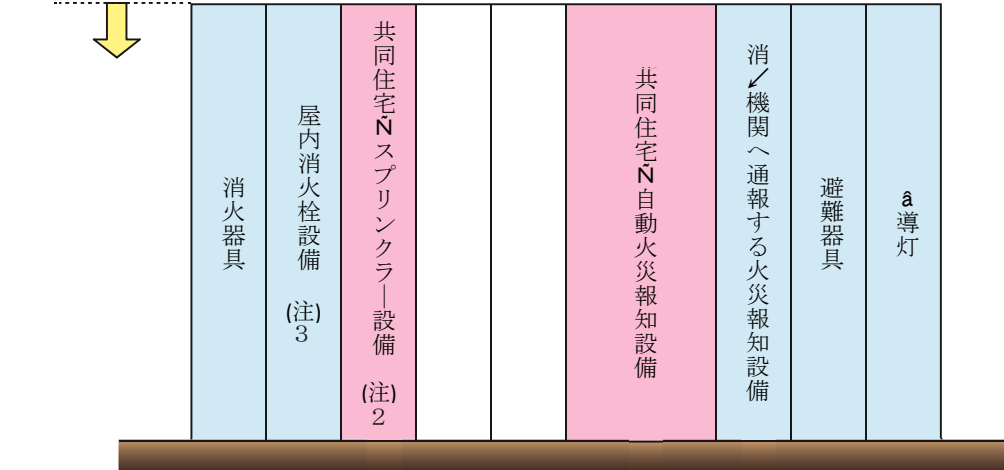 消火器具
屋内消火栓設備 (注)3
共同住宅Ñスプリンクラ―設備 (注)2
共同住宅Ñ自動火災報知設備
消↙機関へ通報する火災報知設備
避難器具
â導灯